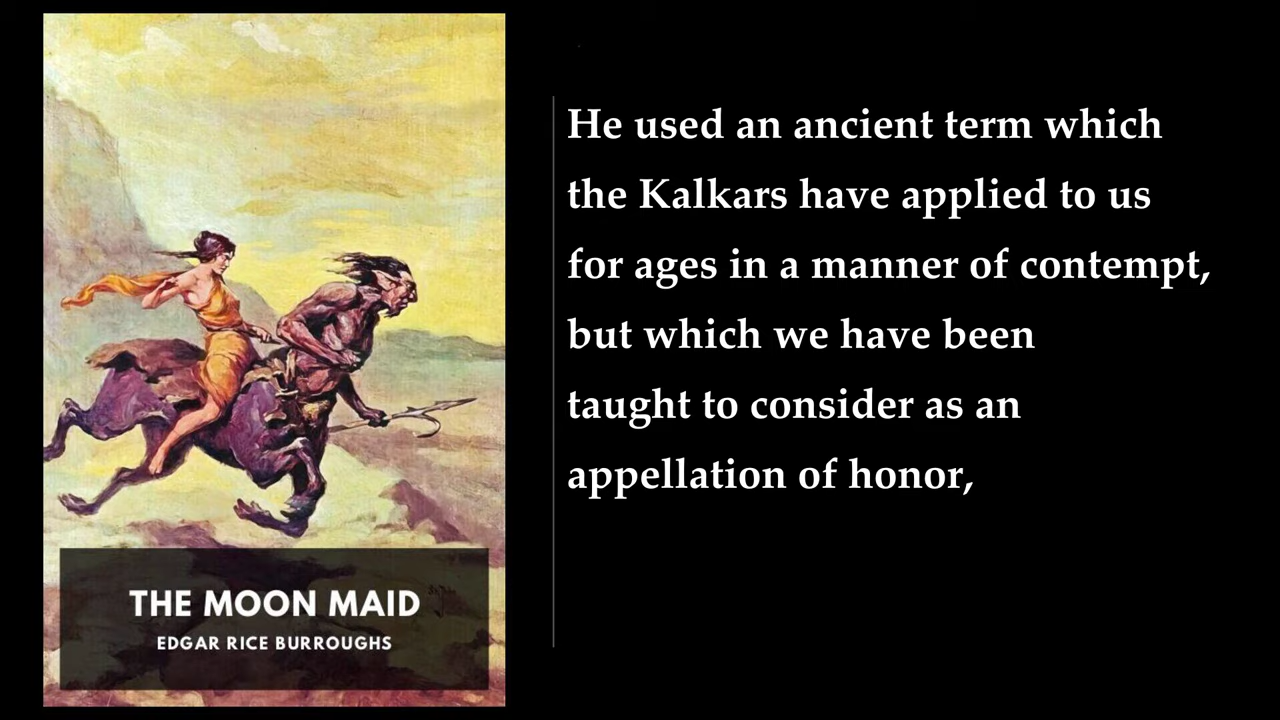 He used an ancient term which
the Kalkars have applied to us
for ages in a manner of contempt,
but which we have been
taught to consider as an
appellation of honor,
THE MOON MAID
EDGAR RICE BURROUGHS